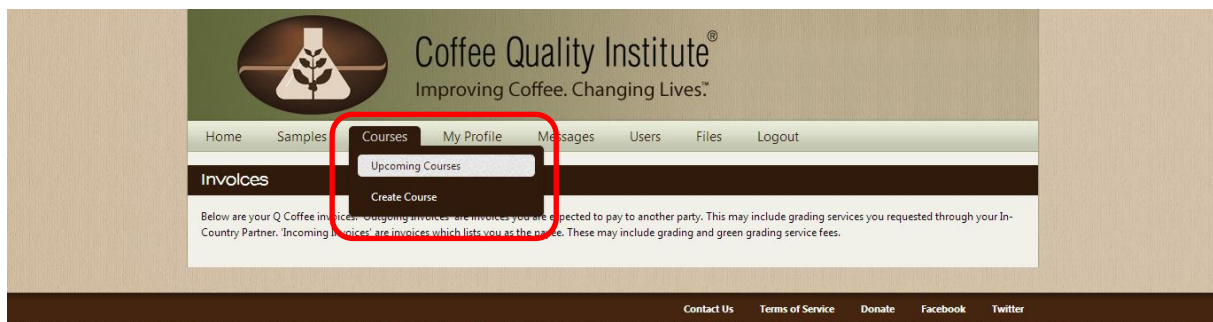 Coffee Quality Institute®
Improving Coffee. Changing Lives.™
Home Samples Courses My Profile Messages Users Files Logout
Upcoming Courses
Invoices
Create Course
Below are your Q Coffee invoices. 'Outgoing Invoices' are invoices you are expected to pay to another party. This may include grading services you requested through your In-
Country Partner. 'Incoming Invoices' are invoices which lists you as the payee. These may include grading and green grading service fees.
Contact Us Terms of Service Donate Facebook Twitter